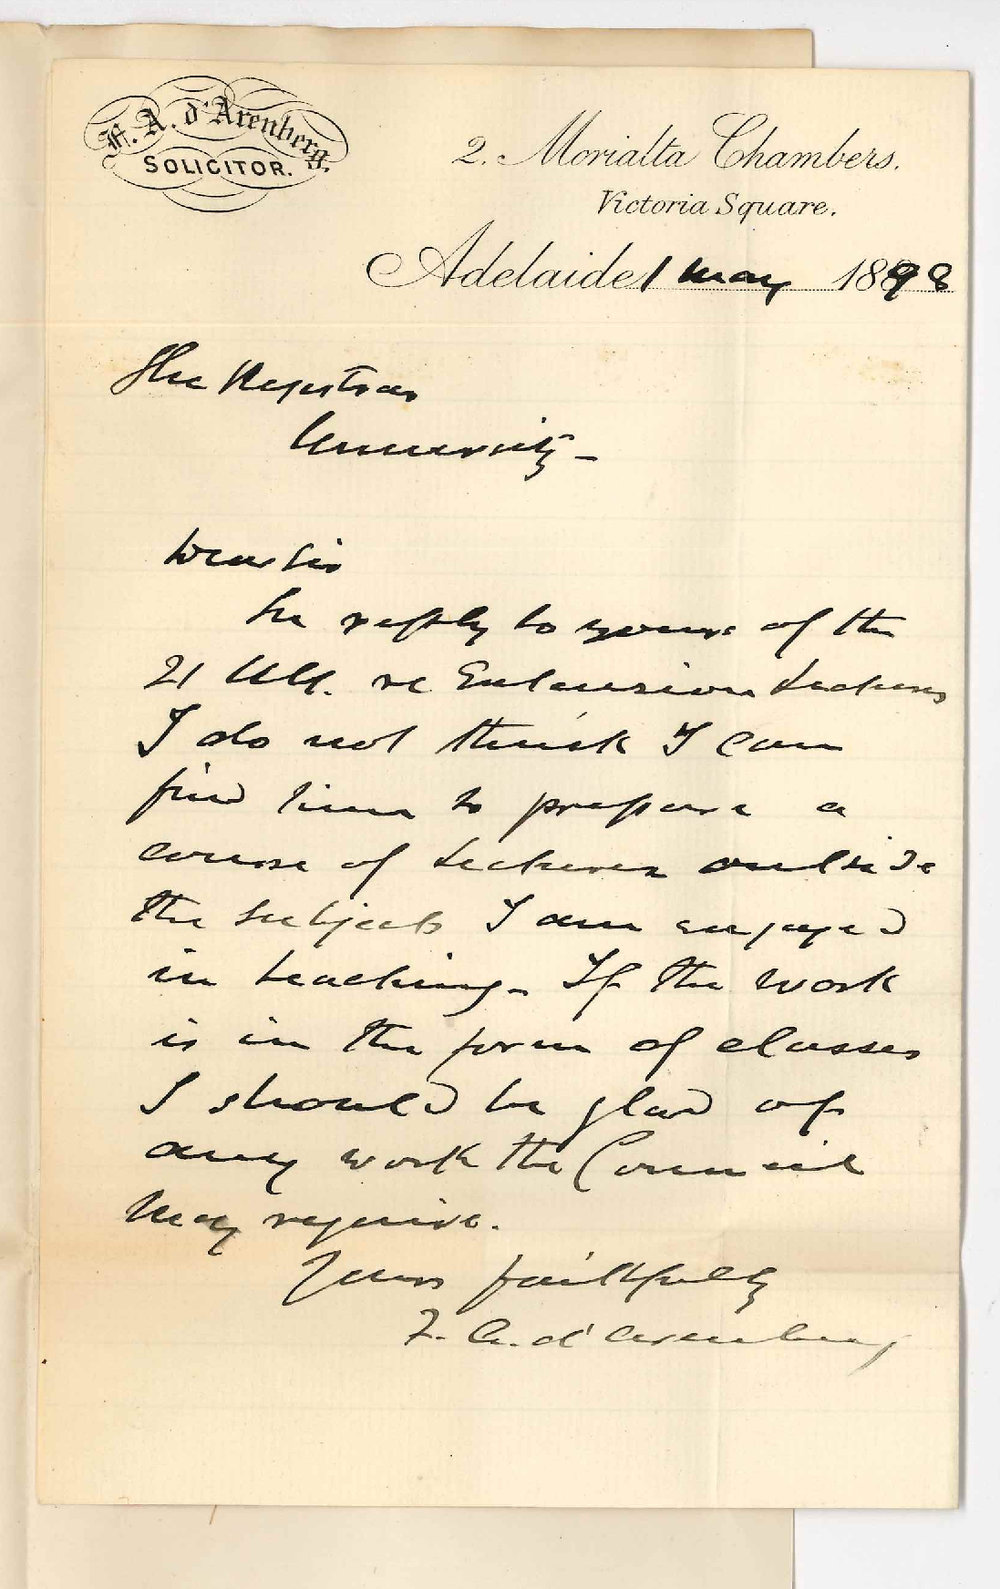 F. A. d'Arenberg.
SOLICITOR.
2. Morialta Chambers.
Victoria Square.
Adelaide 1 May 1898
The Registrar
University -
Dear Sir
In reply to yours of the
21 Ult. re Extension Lectures
I do not think I can
find time to prepare a
course of Lectures outside
the subjects I am engaged
in teaching - If the work
is in the form of classes
I should be glad of
any work the Council
may require.
Yours faithfully
F. A. d'Arenberg